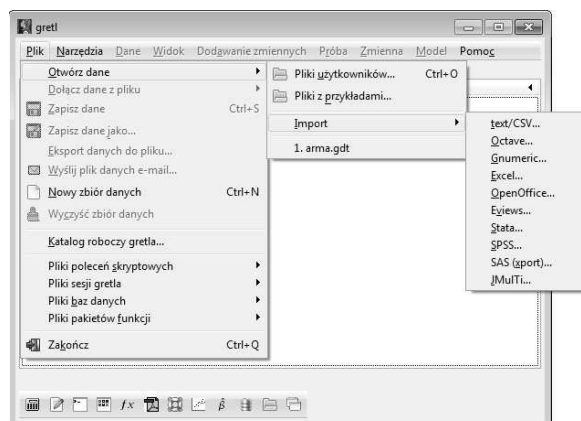 gretl
Plik Narzędzia Dane Widok Dodawanie zmiennych Próba Zmienna Model Pomoc
Otwórz dane
Dołącz dane z pliku
Zapisz dane Ctrl+S
Zapisz dane jako...
Eksport danych do pliku...
Wyślij plik danych e-mail...
Nowy zbiór danych Ctrl+N
Wyczyść zbiór danych
Katalog roboczy gretla...
Pliki poleceń skryptowych
Pliki sesji gretla
Pliki baz danych
Pliki pakietów funkcji
Zakończ Ctrl+Q
Pliki użytkowników... Ctrl+O
Pliki z przykładami...
Import
1. arma.gdt
text/CSV...
Octave...
Gnumeric...
Excel...
OpenOffice...
Eviews...
Stata...
SPSS...
SAS (xport)...
JMulTi...
fx
β̂